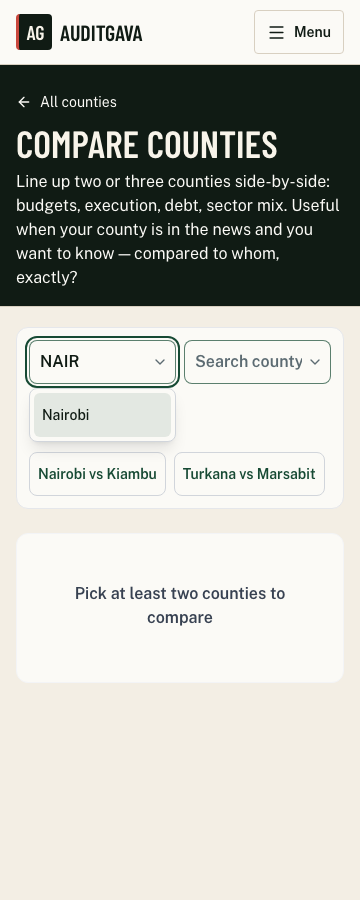 AG AUDITGAVA
Menu
← All counties
COMPARE COUNTIES
Line up two or three counties side-by-side:
budgets, execution, debt, sector mix. Useful
when your county is in the news and you
want to know — compared to whom,
exactly?
NAIR
Search county
Nairobi
Nairobi vs Kiambu
Turkana vs Marsabit
Pick at least two counties to
compare